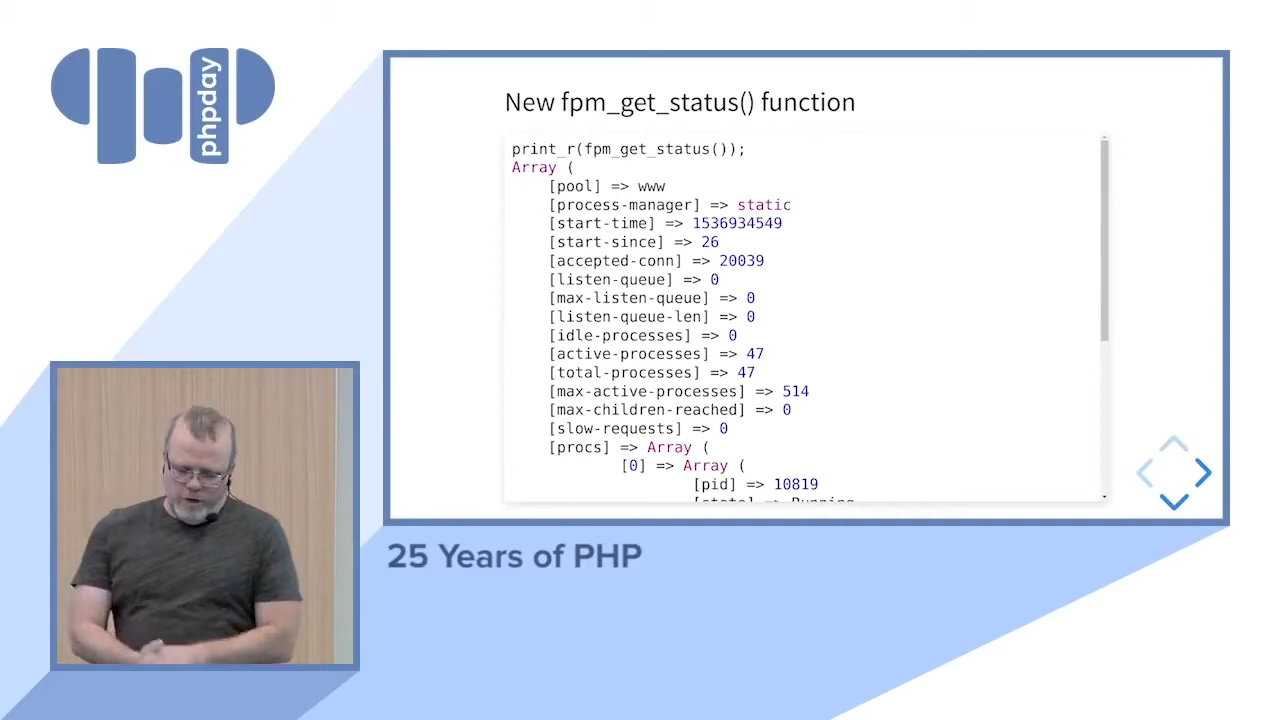 phpday
New fpm_get_status() function
print_r(fpm_get_status());
Array (
[pool] => www
[process-manager] => static
[start-time] => 1536934549
[start-since] => 26
[accepted-conn] => 20039
[listen-queue] => 0
[max-listen-queue] => 0
[listen-queue-len] => 0
[idle-processes] => 0
[active-processes] => 47
[total-processes] => 47
[max-active-processes] => 514
[max-children-reached] => 0
[slow-requests] => 0
[procs] => Array (
[0] => Array (
[pid] => 10819
[state] => Running
25 Years of PHP